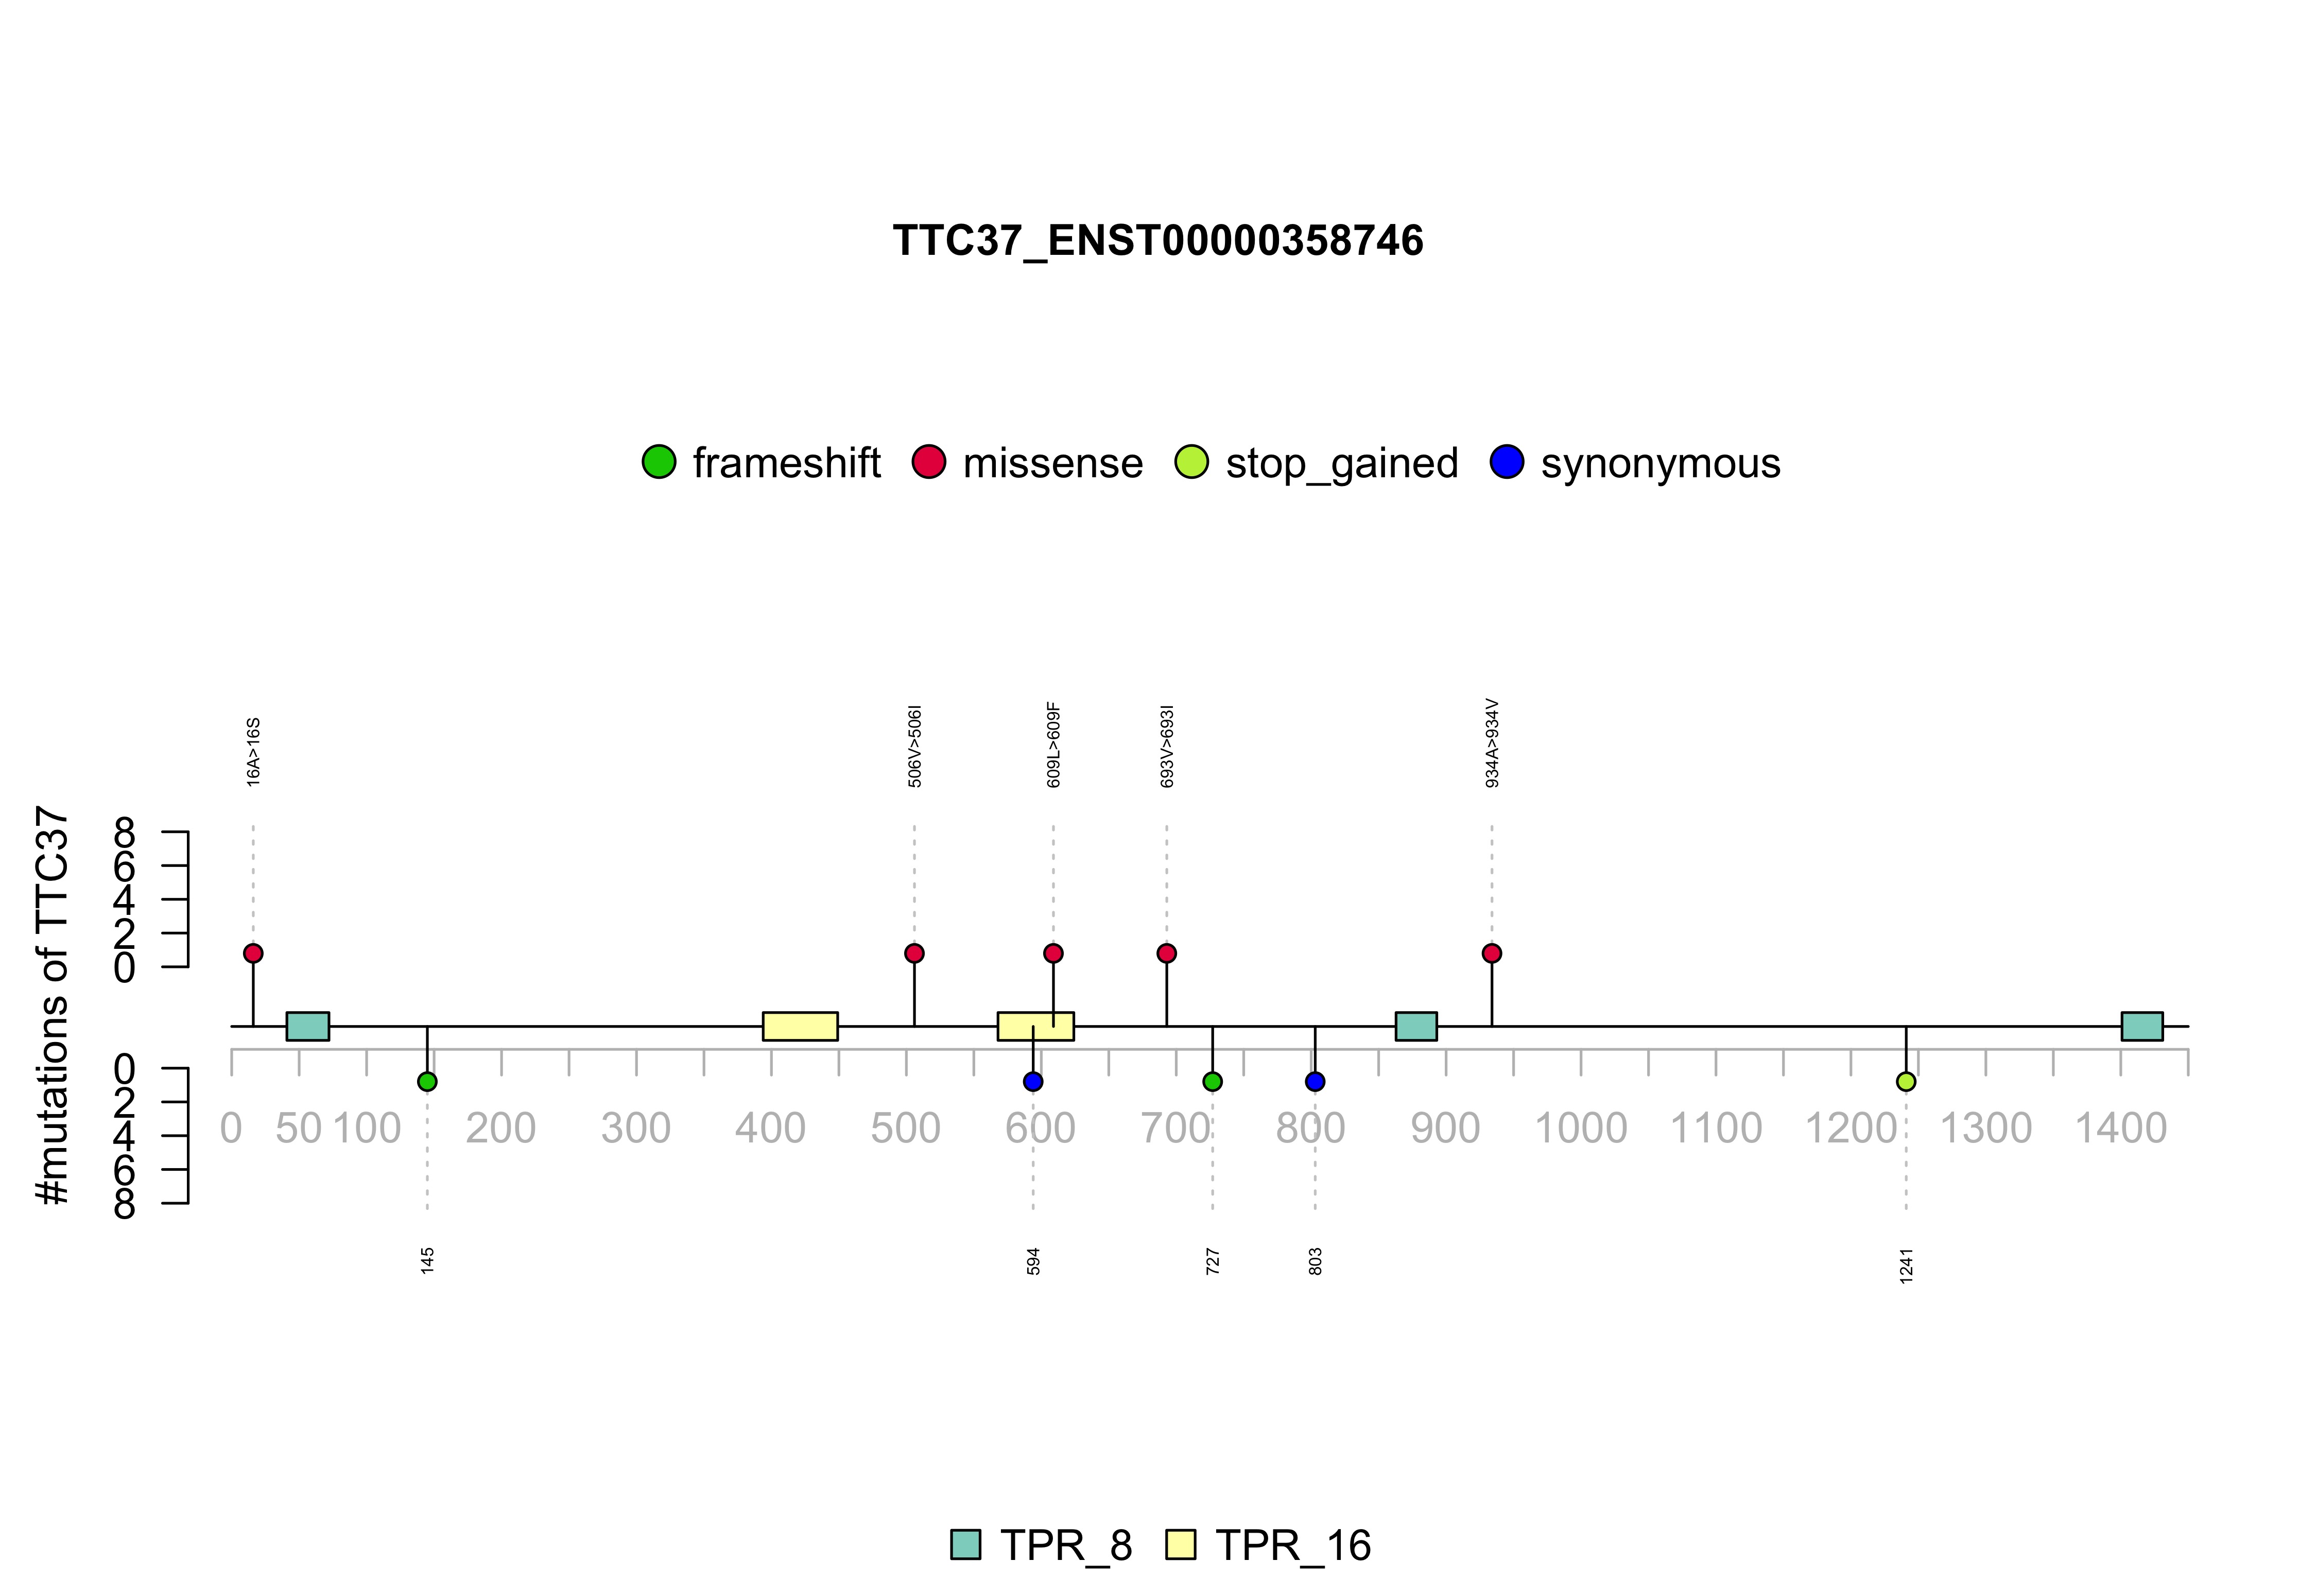 TTC37_ENST00000358746
frameshift missense stop_gained synonymous
16A>16S 506V>506I 609L>609F 693V>693I 934A>934V
#mutations of TTC37
8
6
4
2
0
0
2
4
6
8
0 50 100 200 300 400 500 600 700 800 900 1000 1100 1200 1300 1400
145 594 727 803 1241
TPR_8 TPR_16